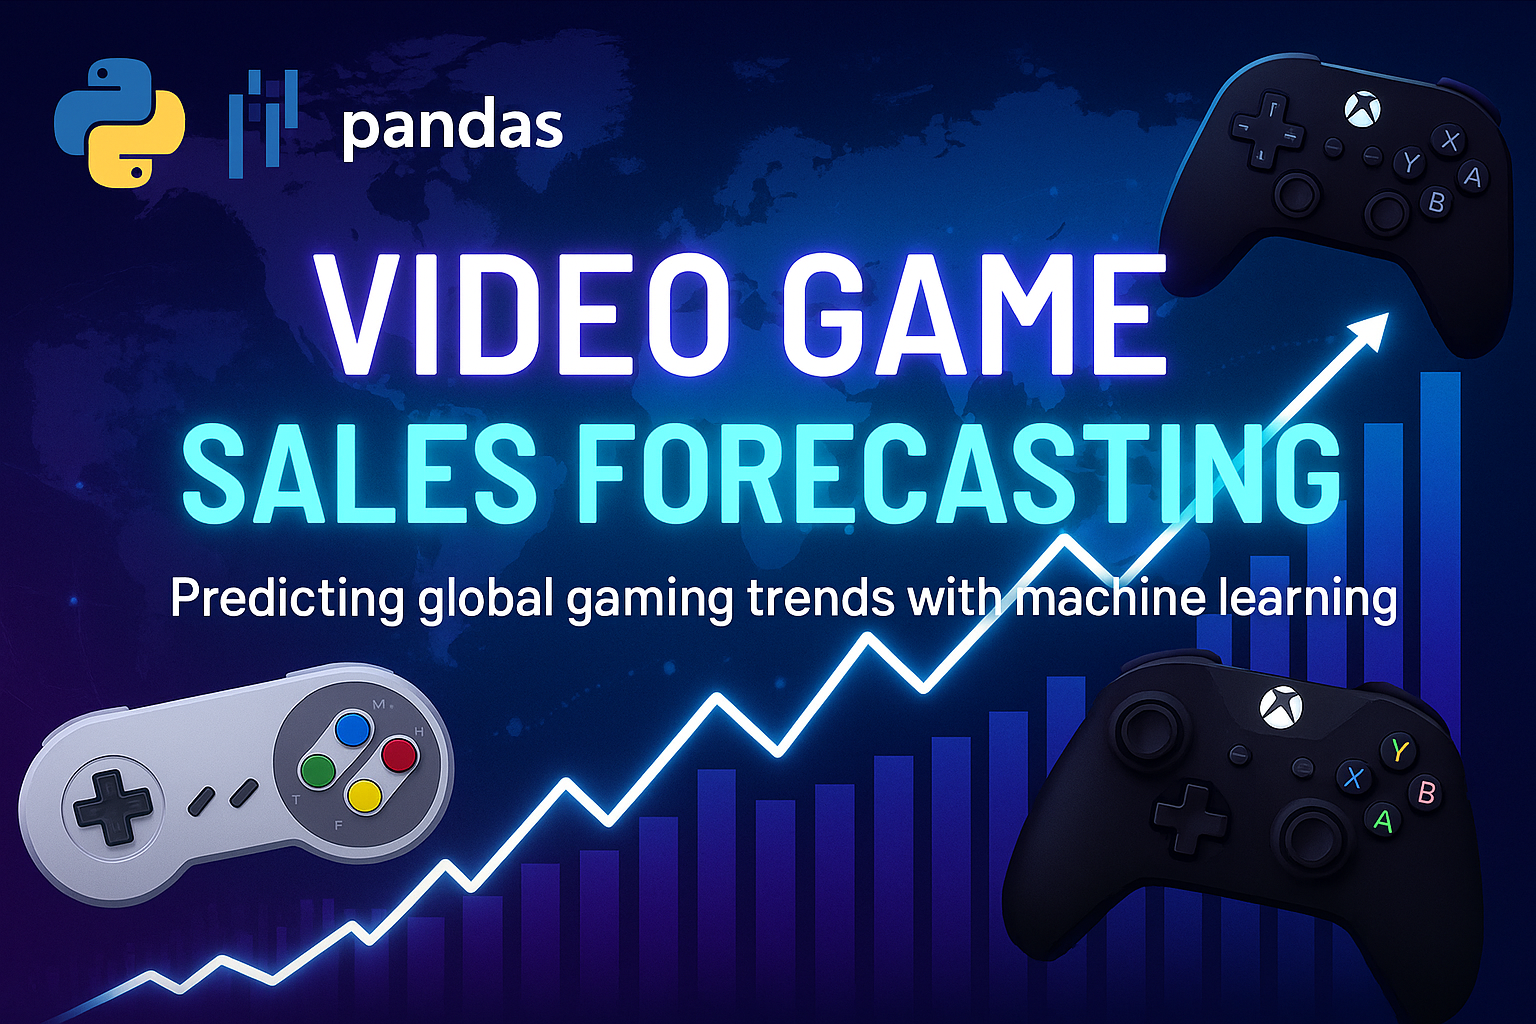 pandas
VIDEO GAME
SALES FORECASTING
Predicting global gaming trends with machine learning
X
Y
A
B
M
H
T
F
Y
X
B
A